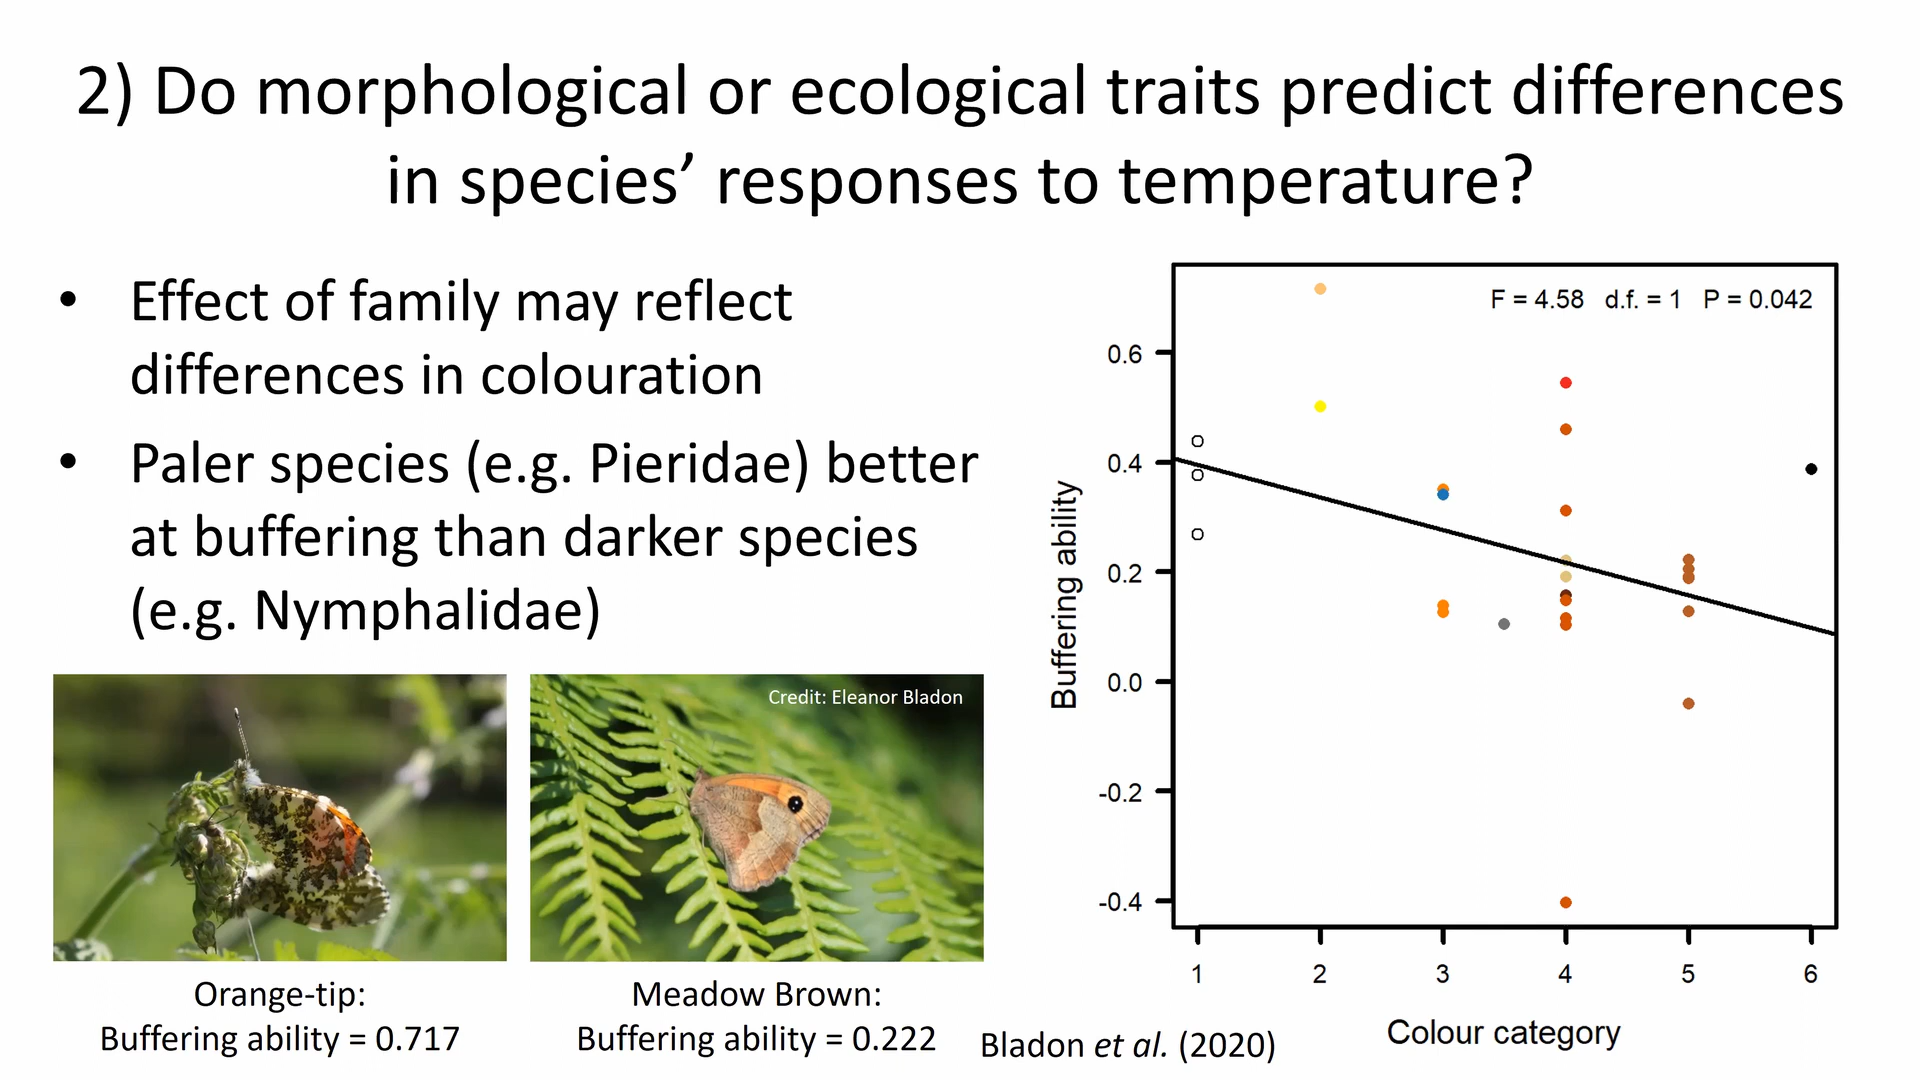 2) Do morphological or ecological traits predict differences
in species’ responses to temperature?
• Effect of family may reflect
differences in colouration
• Paler species (e.g. Pieridae) better
at buffering than darker species
(e.g. Nymphalidae)
Credit: Eleanor Bladon
Orange-tip:
Buffering ability = 0.717
Meadow Brown:
Buffering ability = 0.222
Bladon et al. (2020)
F = 4.58 d.f. = 1 P = 0.042
Buffering ability
0.6
0.4
0.2
0.0
-0.2
-0.4
1 2 3 4 5 6
Colour category